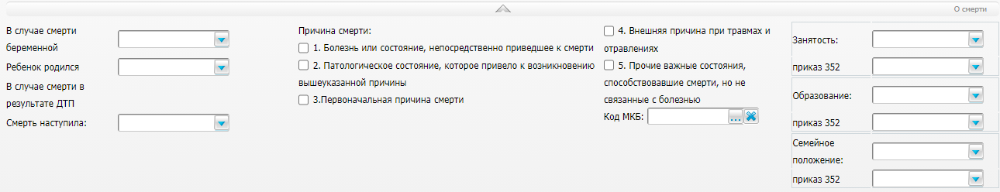 О смерти
В случае смерти
беременной
Ребенок родился
В случае смерти в
результате ДТП
Смерть наступила:
Причина смерти:
1. Болезнь или состояние, непосредственно приведшее к смерти
2. Патологическое состояние, которое привело к возникновению
вышеуказанной причины
3.Первоначальная причина смерти
4. Внешняя причина при травмах и
отравлениях
5. Прочие важные состояния,
способствовавшие смерти, но не
связанные с болезнью
Код МКБ:
...
Занятость:
приказ 352
Образование:
приказ 352
Семейное
положение:
приказ 352